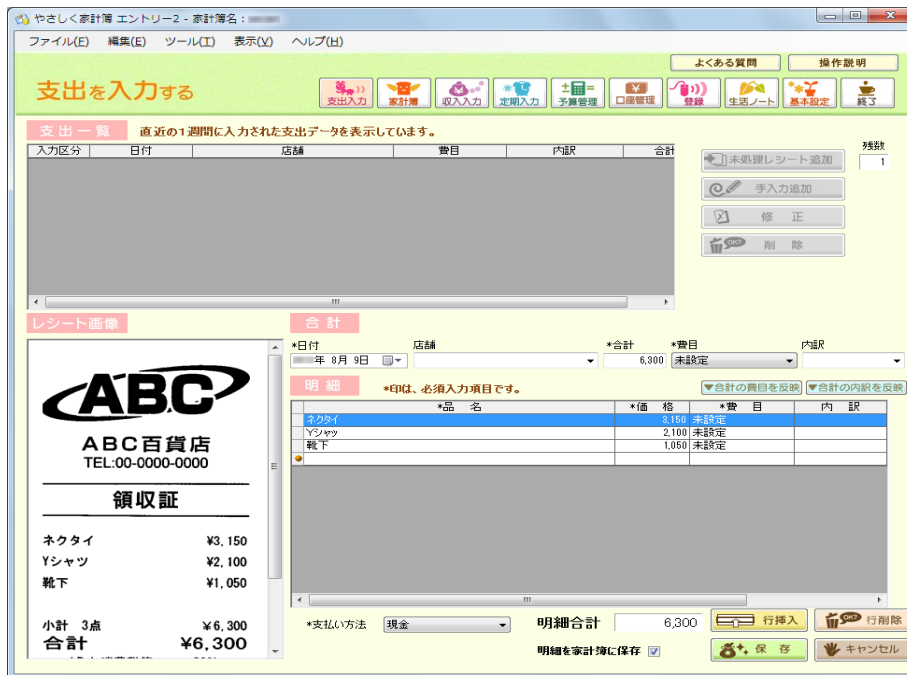 やさしく家計簿 エントリー2 - 家計簿名：
ファイル(F) 編集(E) ツール(T) 表示(V) ヘルプ(H)
よくある質問 操作説明
支出を入力する
支出入力 家計簿 収入入力 定期入力 予算管理 口座管理 登録 生活ノート 基本設定 終了
支出一覧 直近の1週間に入力された支出データを表示しています。
入力区分 日付 店舗 費目 内訳 合計
残数
未処理レシート追加 1
手入力追加
修 正
OK? 削 除
レシート画像
合計
*日付 店舗 *合計 *費目 内訳
年 8月 9日 6,300 未設定
明細 *印は、必須入力項目です。 ▼合計の費目を反映 ▼合計の内訳を反映
*品 名 *価 格 *費 目 内 訳
ネクタイ 3,150 未設定
Yシャツ 2,100 未設定
靴下 1,050 未設定
ABC
ABC百貨店
TEL:00-0000-0000
領収証
ネクタイ ¥3,150
Yシャツ ¥2,100
靴下 ¥1,050
小計 3点 ¥6,300
合計 ¥6,300
*支払い方法 現金 明細合計 6,300 行挿入 OK? 行削除
明細を家計簿に保存 保 存 キャンセル